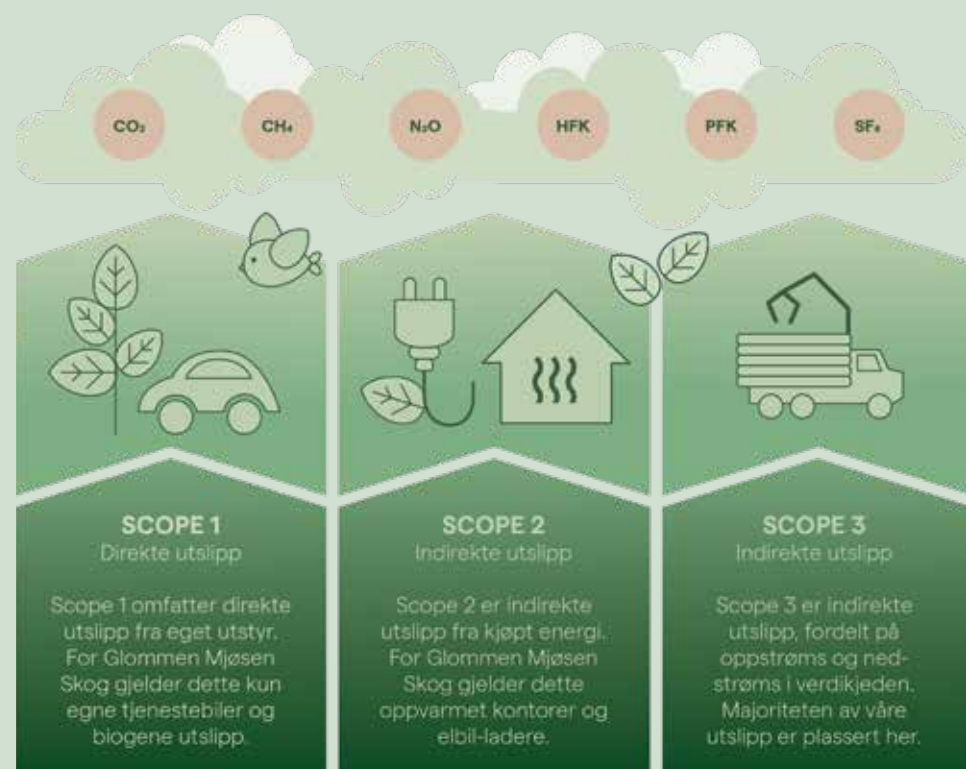 CO₂ CH₄ N₂O HFK PFK SF₆
SCOPE 1
Direkte utslipp
Scope 1 omfatter direkte
utslipp fra eget utstyr.
For Glommen Mjøsen
Skog gjelder dette kun
egne tjenestebiler og
biogene utslipp.
SCOPE 2
Indirekte utslipp
Scope 2 er indirekte
utslipp fra kjøpt energi.
For Glommen Mjøsen
Skog gjelder dette
oppvarmet kontorer og
elbil-ladere.
SCOPE 3
Indirekte utslipp
Scope 3 er indirekte
utslipp, fordelt på
oppstrøms og ned-
strøms i verdikjeden.
Majoriteten av våre
utslipp er plassert her.